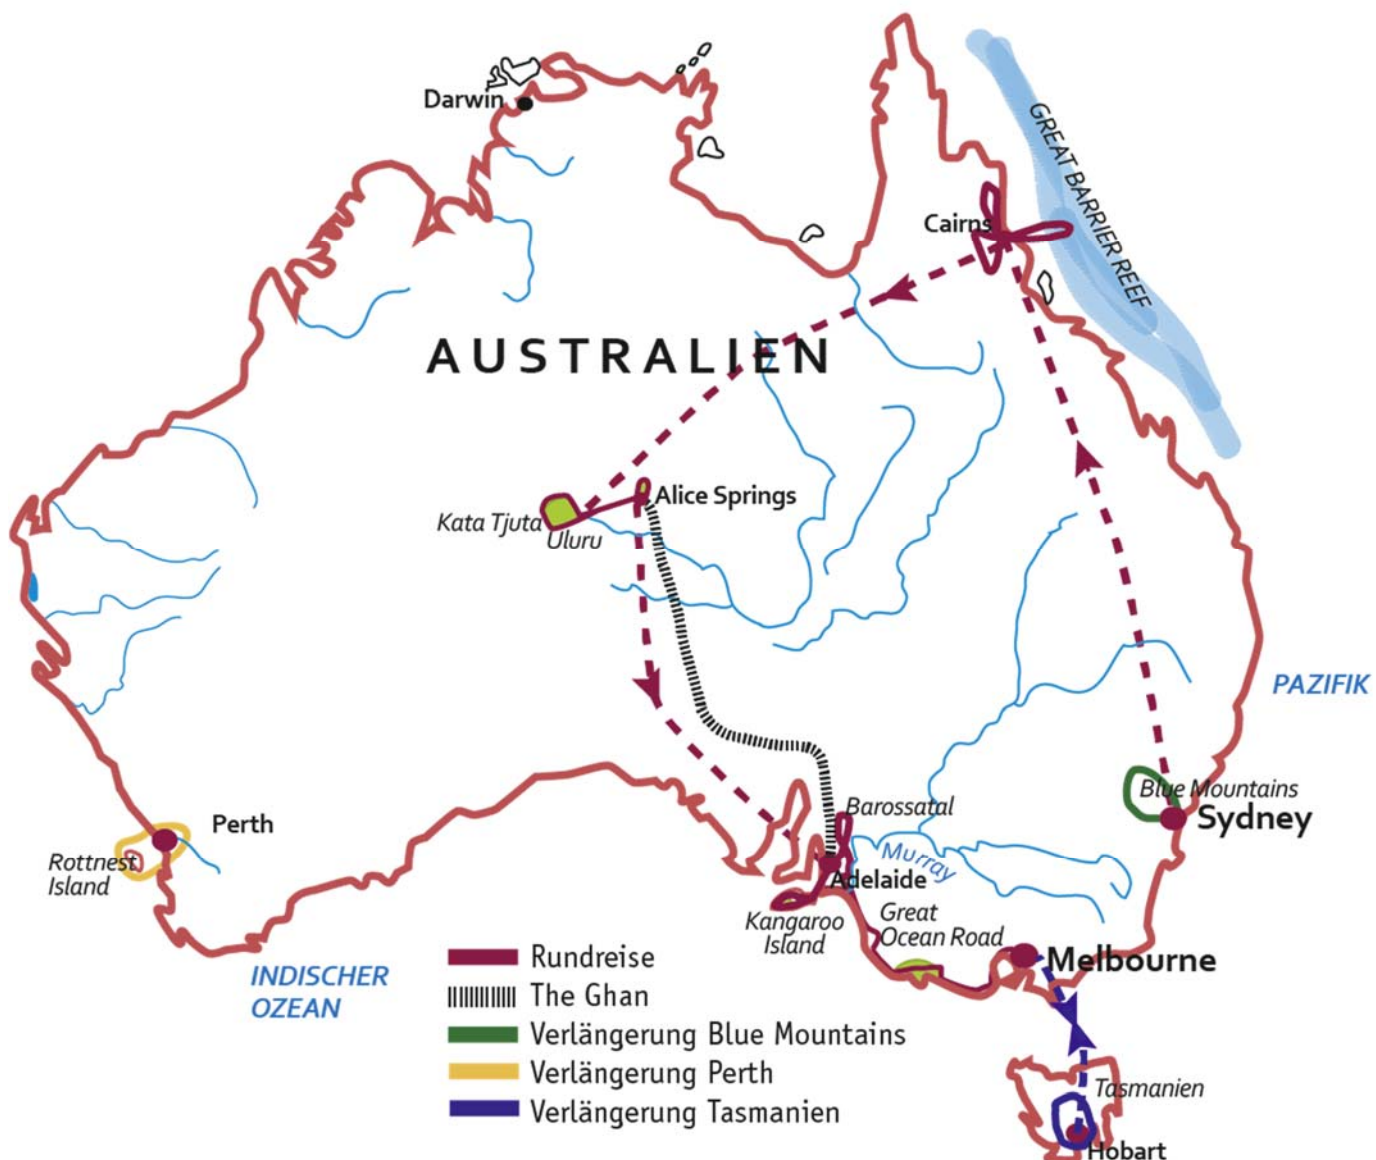 Darwin
GREAT BARRIER REEF
Cairns
AUSTRALIEN
Alice Springs
Kata Tjuta
Uluru
PAZIFIK
Blue Mountains
Sydney
Barossatal
Perth
Rottnest
Island
Murray
Adelaide
Kangaroo
Island
Great
Ocean Road
Melbourne
INDISCHER
OZEAN
Rundreise
The Ghan
Verlängerung Blue Mountains
Verlängerung Perth
Verlängerung Tasmanien
Tasmanien
Hobart